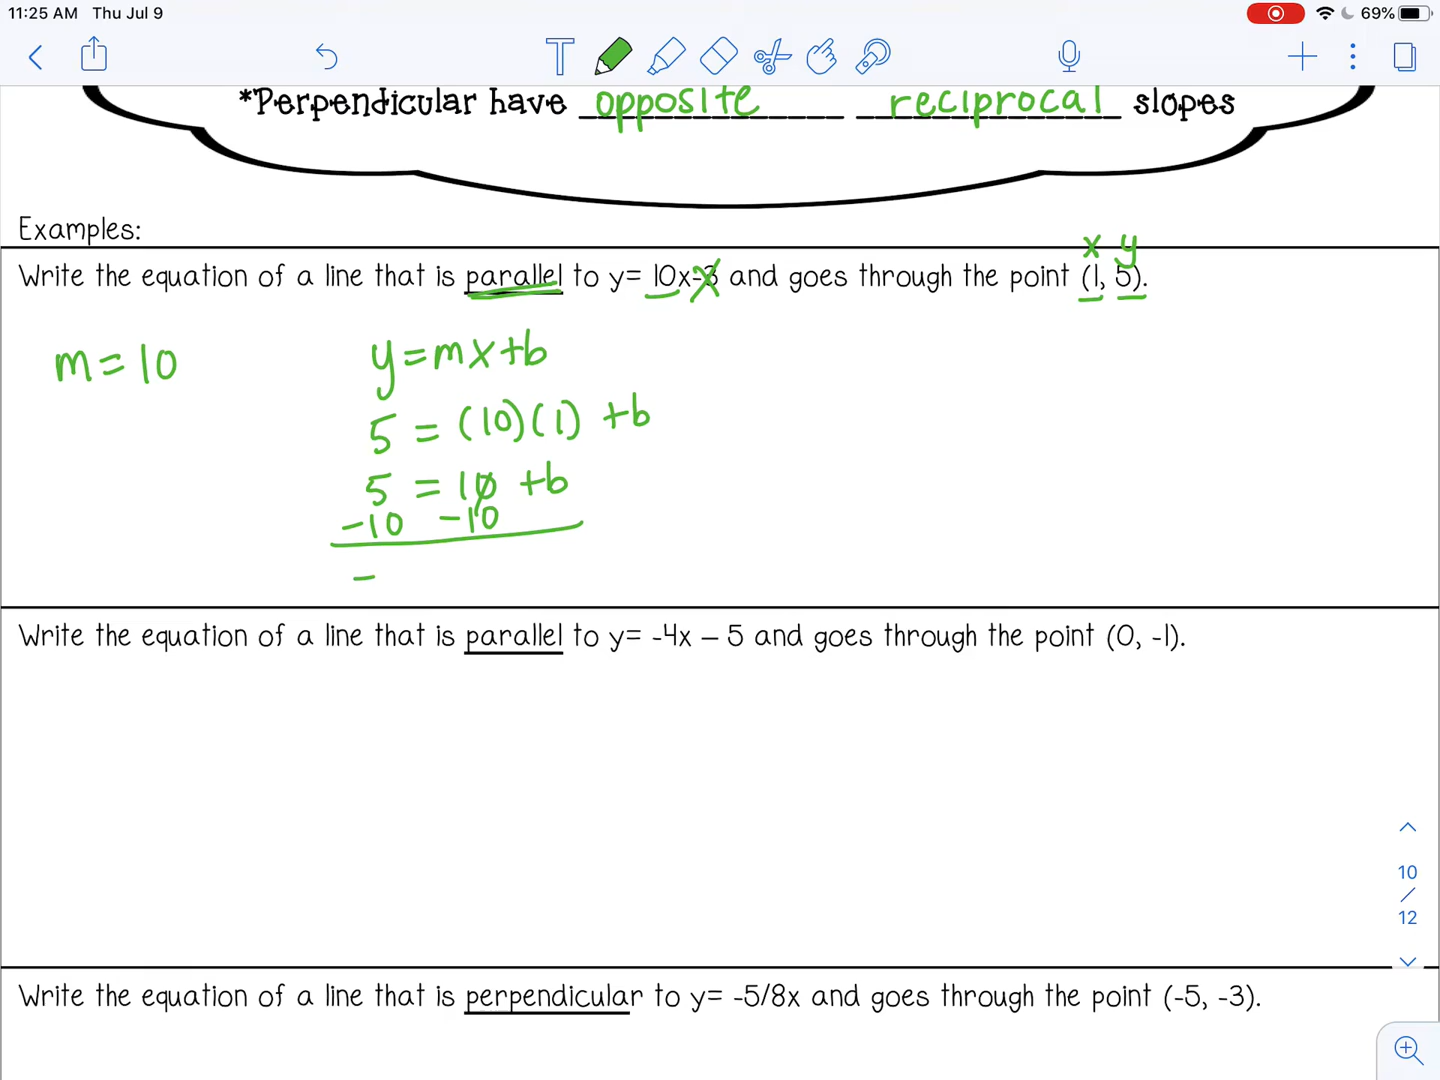 11:25 AM Thu Jul 9
69%
*Perpendicular have opposite reciprocal slopes
Examples:
x y
Write the equation of a line that is parallel to y= 10x-3 and goes through the point (1, 5).
m = 10
y = mx + b
5 = (10)(1) + b
5 = 10 + b
-10 -10
-
Write the equation of a line that is parallel to y= -4x – 5 and goes through the point (0, -1).
10
/
12
Write the equation of a line that is perpendicular to y= -5/8x and goes through the point (-5, -3).